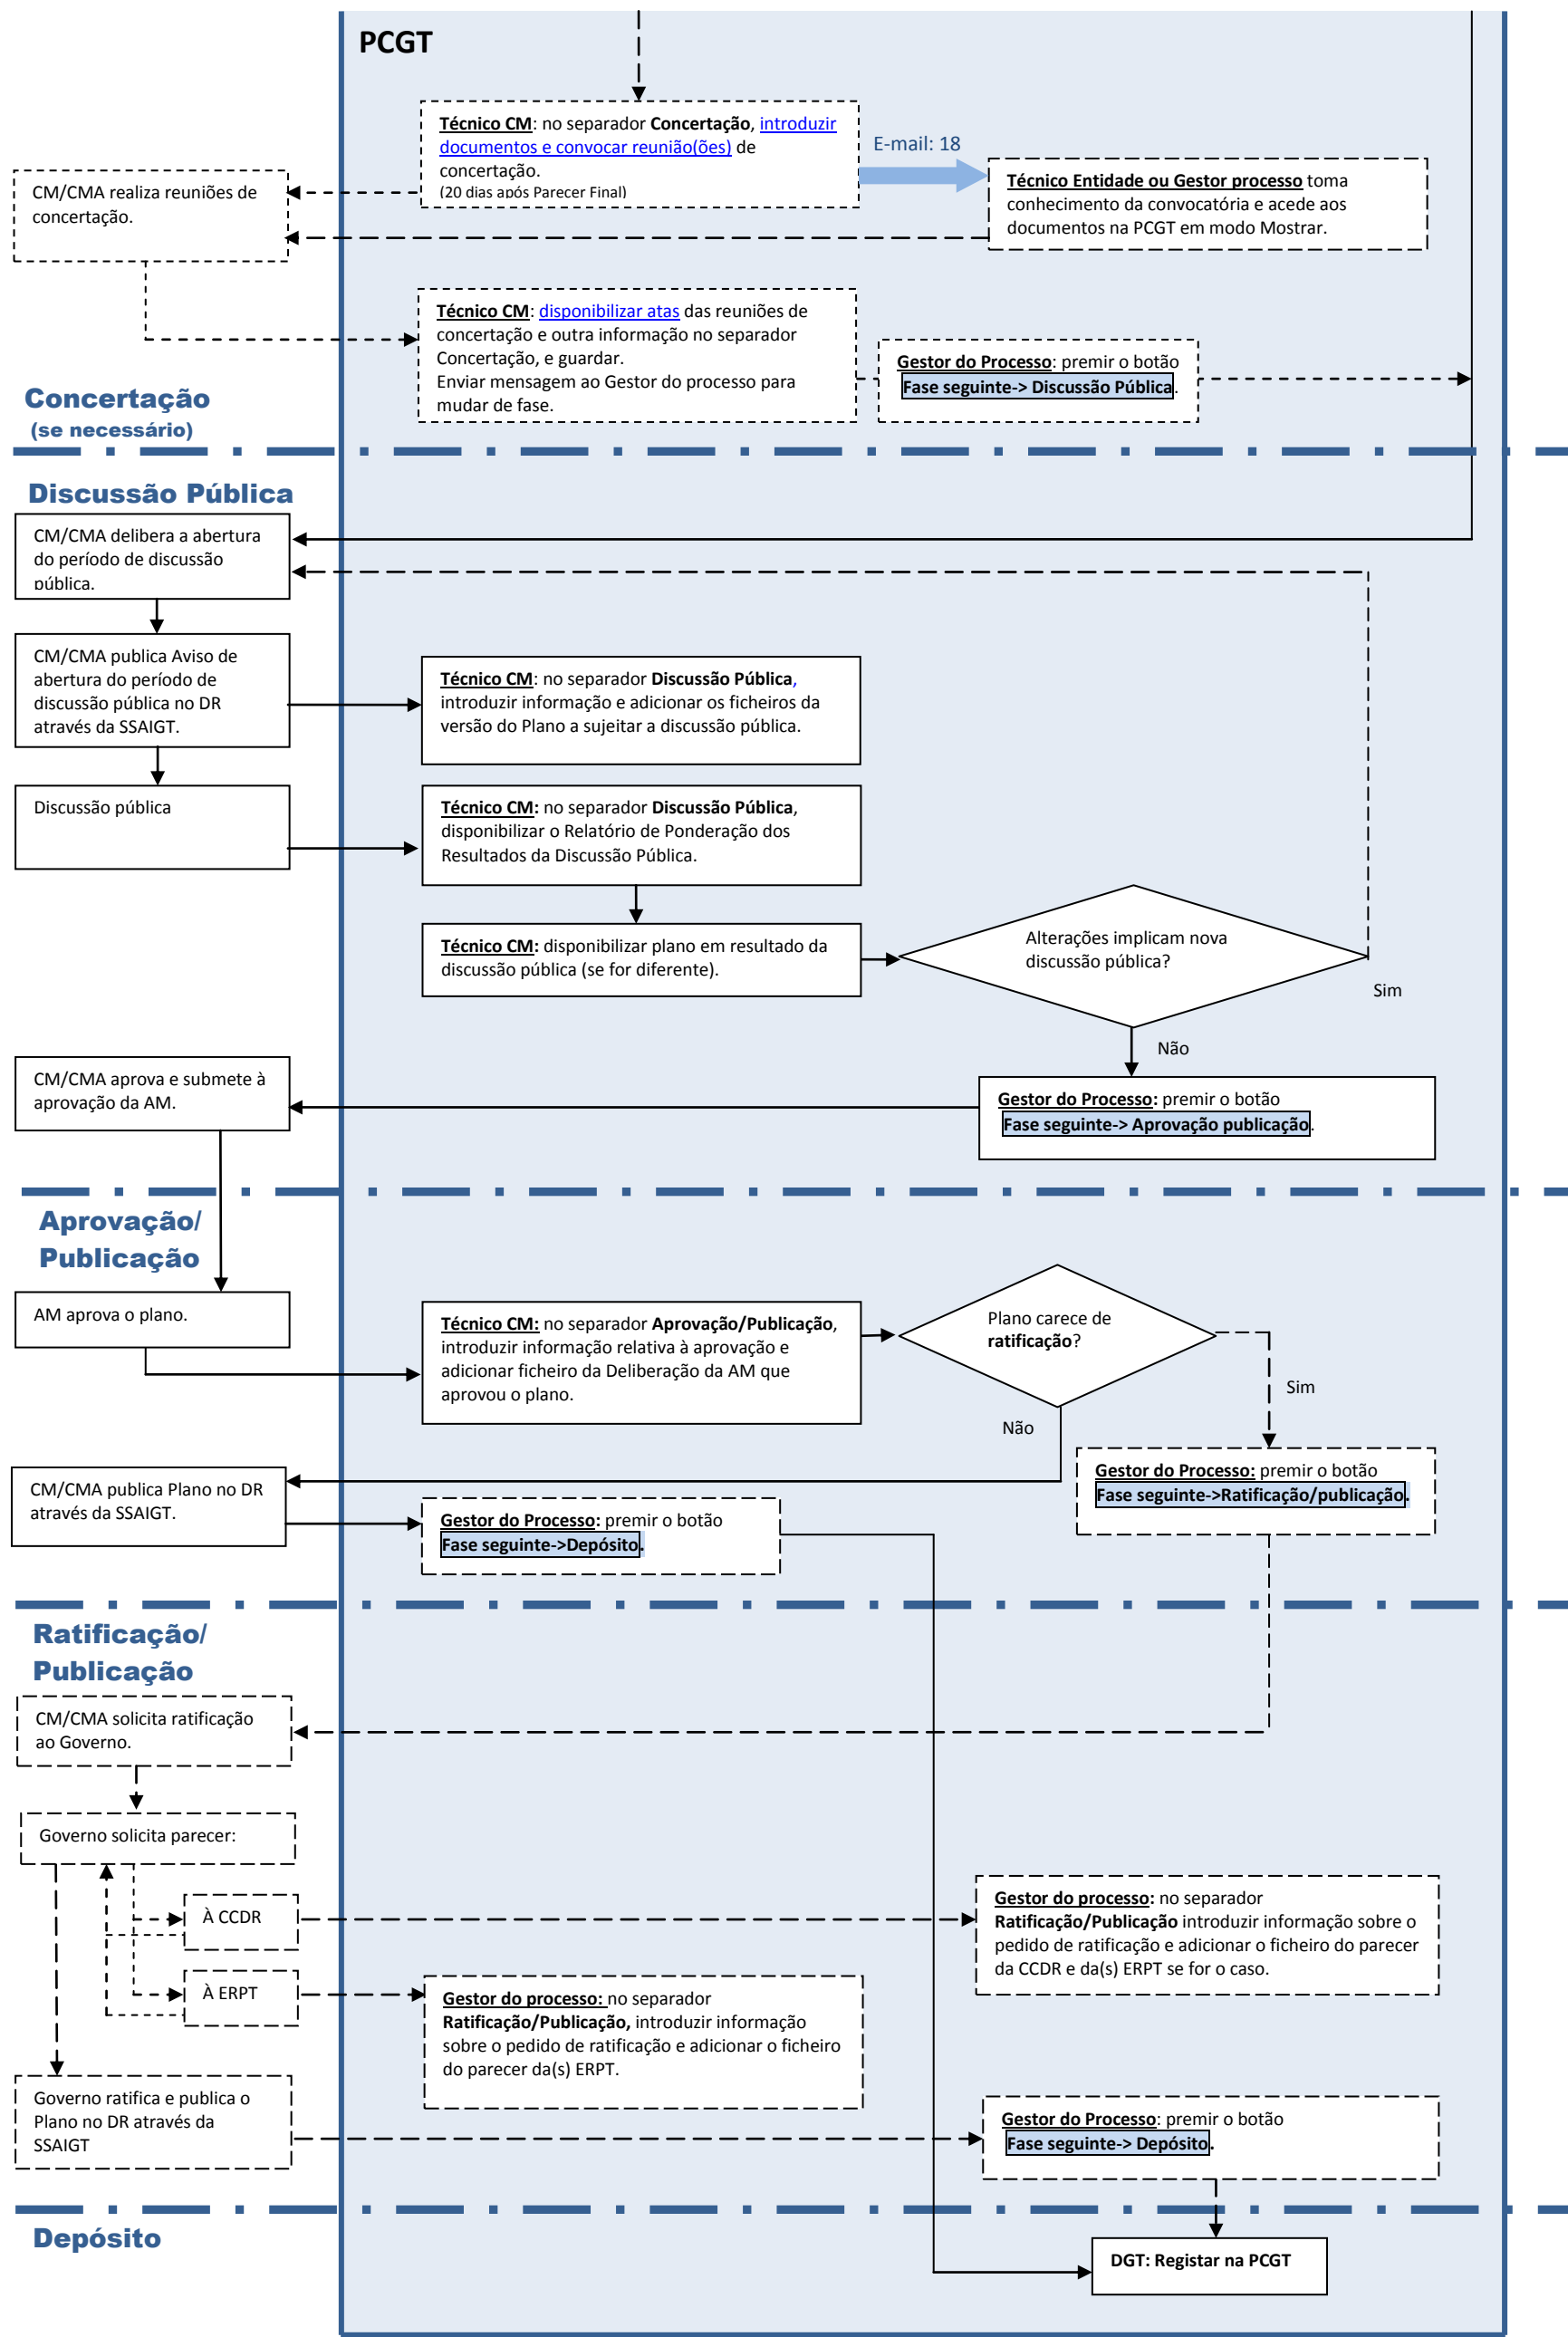 PCGT
Técnico CM: no separador Concertação, introduzir
documentos e convocar reunião(ões) de
concertação.
(20 dias após Parecer Final)
E-mail: 18
CM/CMA realiza reuniões de
concertação.
Técnico Entidade ou Gestor processo toma
conhecimento da convocatória e acede aos
documentos na PCGT em modo Mostrar.
Técnico CM: disponibilizar atas das reuniões de
concertação e outra informação no separador
Concertação, e guardar.
Enviar mensagem ao Gestor do processo para
mudar de fase.
Gestor do Processo: premir o botão
Fase seguinte-> Discussão Pública.
Concertação
(se necessário)
Discussão Pública
CM/CMA delibera a abertura
do período de discussão
pública.
CM/CMA publica Aviso de
abertura do período de
discussão pública no DR
através da SSAIGT.
Técnico CM: no separador Discussão Pública,
introduzir informação e adicionar os ficheiros da
versão do Plano a sujeitar a discussão pública.
Discussão pública
Técnico CM: no separador Discussão Pública,
disponibilizar o Relatório de Ponderação dos
Resultados da Discussão Pública.
Técnico CM: disponibilizar plano em resultado da
discussão pública (se for diferente).
Alterações implicam nova
discussão pública?
Sim
Não
CM/CMA aprova e submete à
aprovação da AM.
Gestor do Processo: premir o botão
Fase seguinte-> Aprovação publicação.
Aprovação/
Publicação
AM aprova o plano.
Técnico CM: no separador Aprovação/Publicação,
introduzir informação relativa à aprovação e
adicionar ficheiro da Deliberação da AM que
aprovou o plano.
Plano carece de
ratificação?
Sim
Não
CM/CMA publica Plano no DR
através da SSAIGT.
Gestor do Processo: premir o botão
Fase seguinte->Depósito.
Gestor do Processo: premir o botão
Fase seguinte->Ratificação/publicação.
Ratificação/
Publicação
CM/CMA solicita ratificação
ao Governo.
Governo solicita parecer:
À CCDR
À ERPT
Gestor do processo: no separador
Ratificação/Publicação introduzir informação sobre o
pedido de ratificação e adicionar o ficheiro do parecer
da CCDR e da(s) ERPT se for o caso.
Gestor do processo: no separador
Ratificação/Publicação, introduzir informação
sobre o pedido de ratificação e adicionar o ficheiro
do parecer da(s) ERPT.
Governo ratifica e publica o
Plano no DR através da
SSAIGT
Gestor do Processo: premir o botão
Fase seguinte-> Depósito.
Depósito
DGT: Registar na PCGT